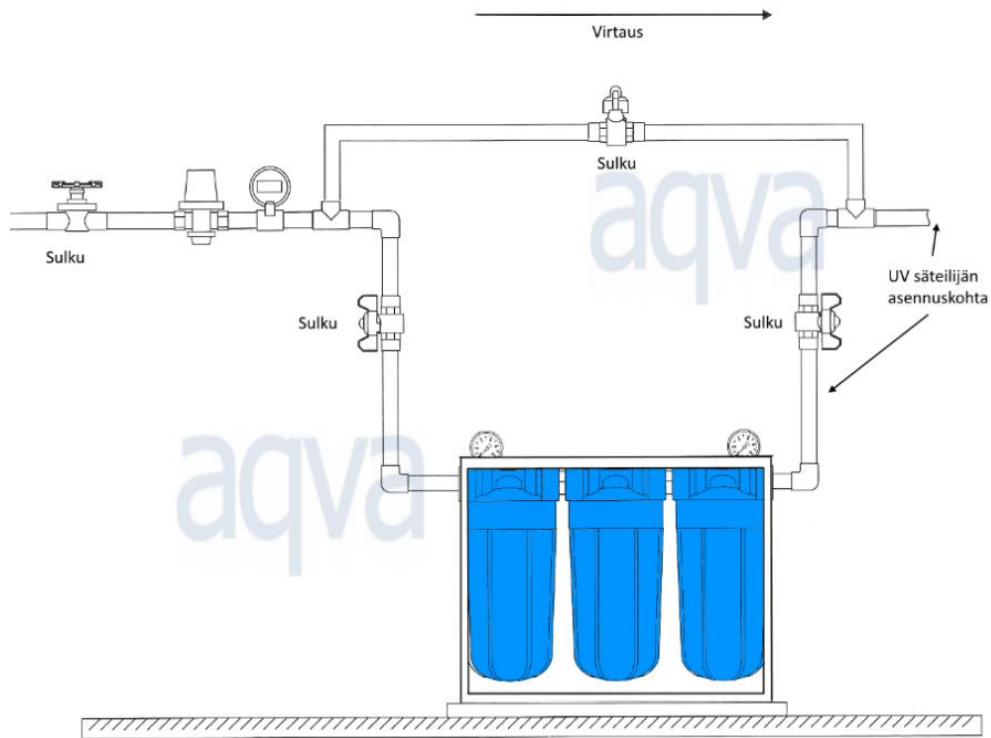 Virtaus
Sulku
aqva
Sulku
UV säteilijän
asennuskohta
Sulku
Sulku
aqva